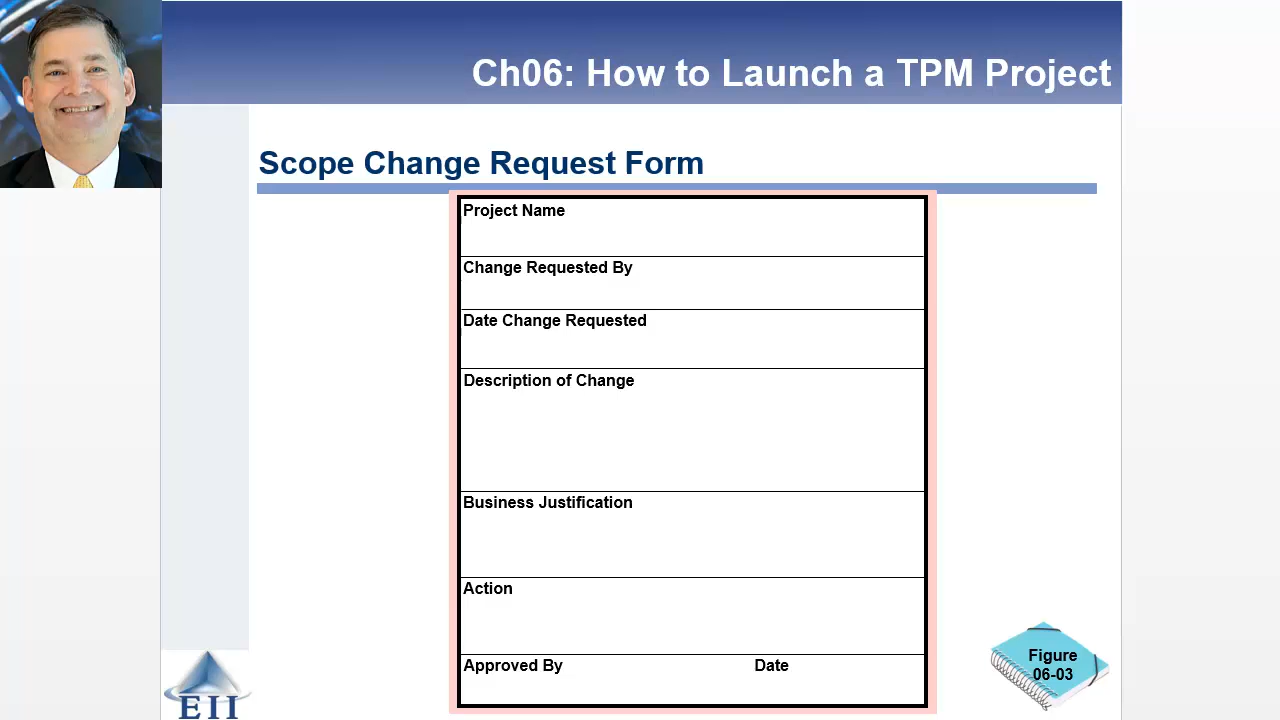 Ch06: How to Launch a TPM Project
Scope Change Request Form
Project Name
Change Requested By
Date Change Requested
Description of Change
Business Justification
Action
Approved By Date
Figure
06-03
EII